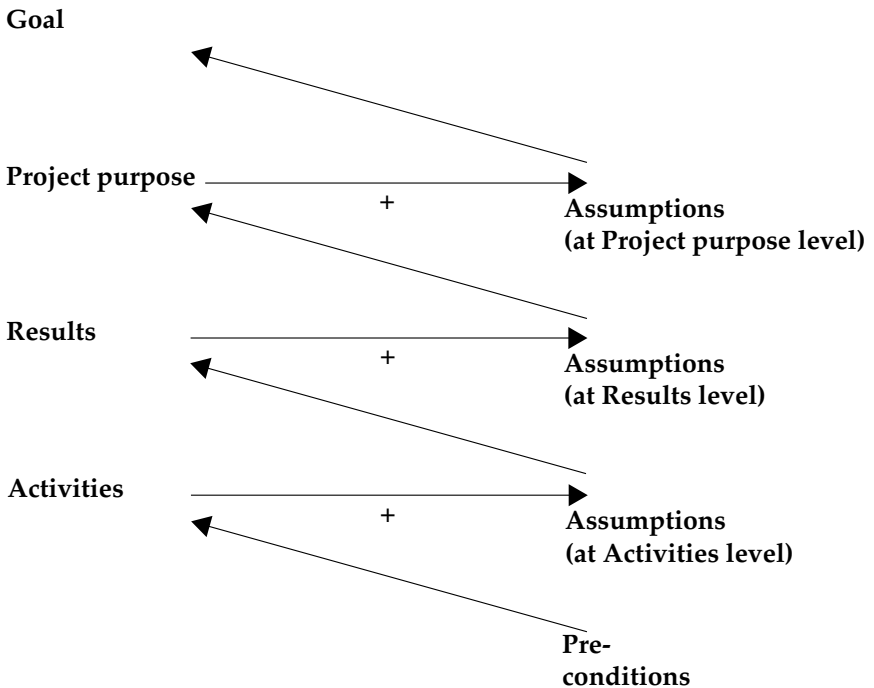 Goal
Project purpose
+
Assumptions
(at Project purpose level)
Results
+
Assumptions
(at Results level)
Activities
+
Assumptions
(at Activities level)
Pre-
conditions